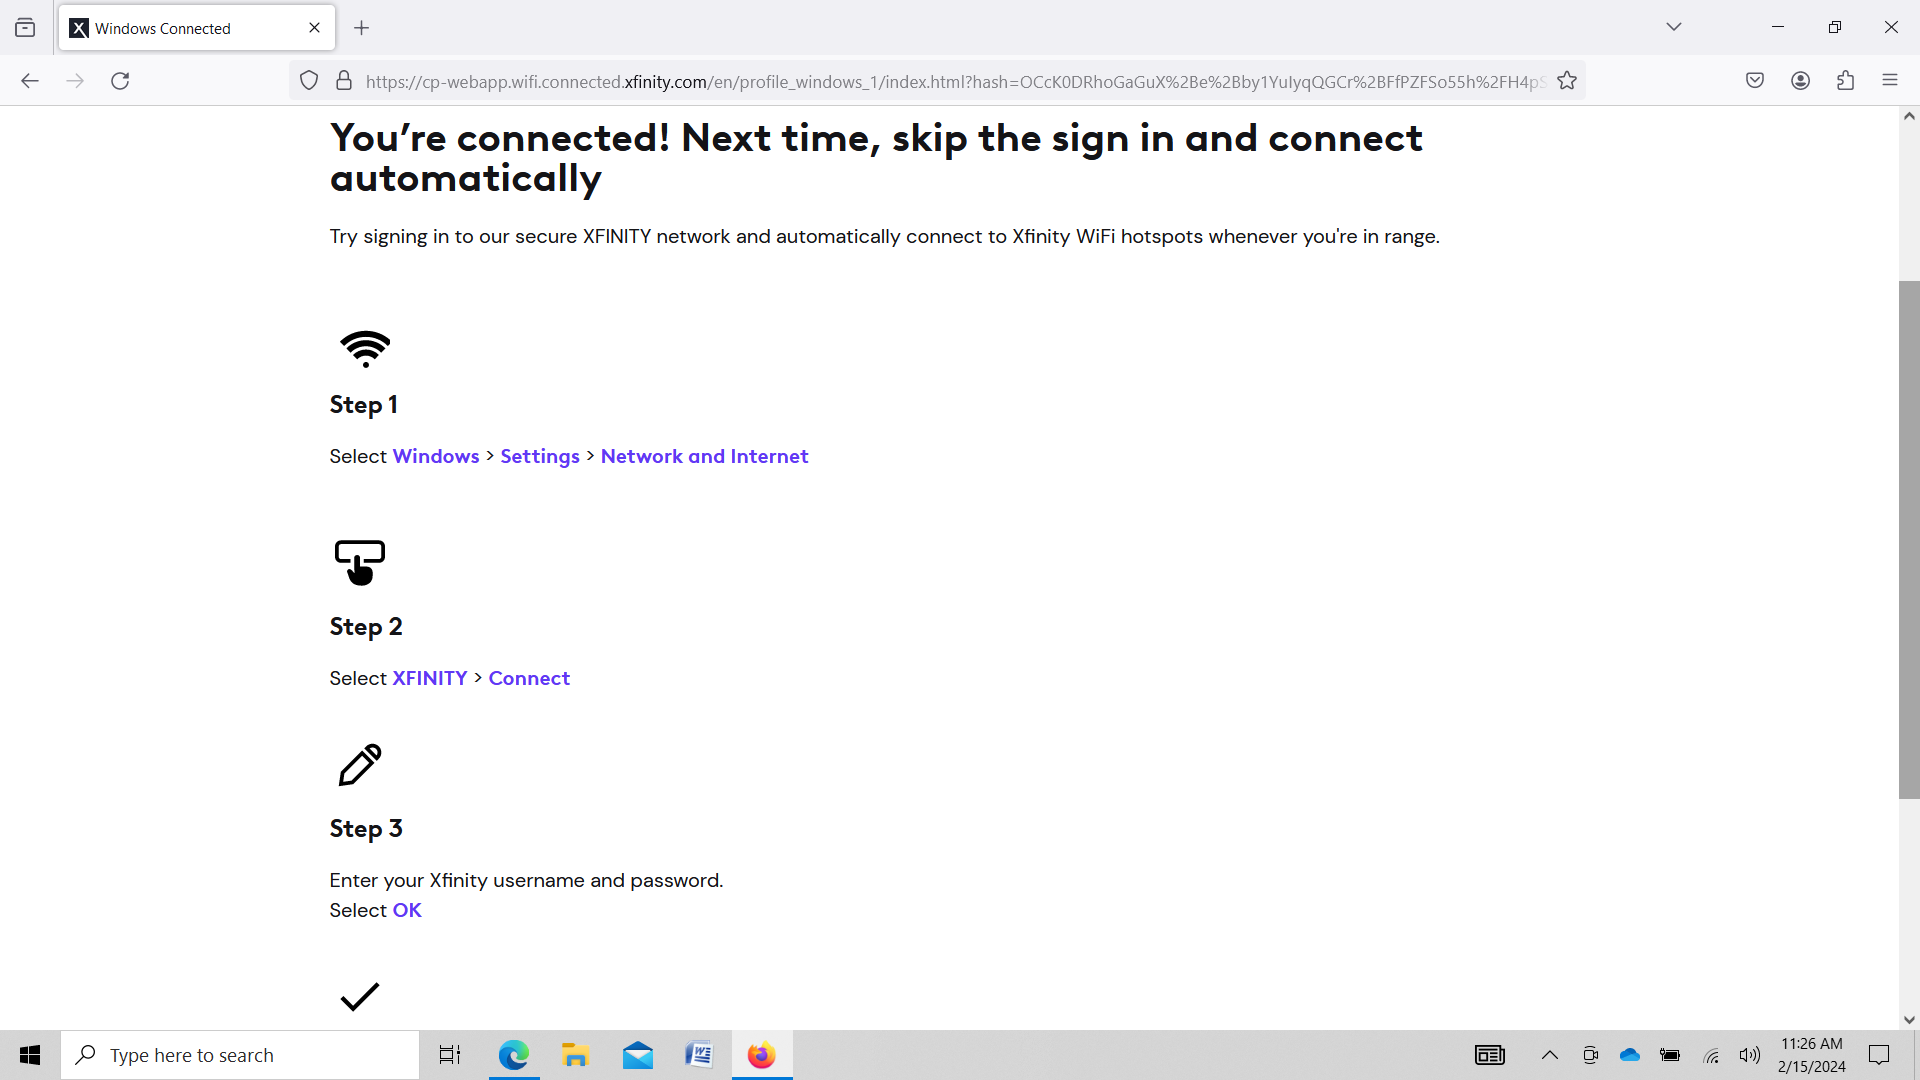 Windows Connected
https://cp-webapp.wifi.connected.xfinity.com/en/profile_windows_1/index.html?hash=OCcK0DRhoGaGuX%2Be%2Bby1YuIyqQGCr%2BFfPZFSo55h%2FH4pS
You’re connected! Next time, skip the sign in and connect
automatically
Try signing in to our secure XFINITY network and automatically connect to Xfinity WiFi hotspots whenever you're in range.
Step 1
Select Windows > Settings > Network and Internet
Step 2
Select XFINITY > Connect
Step 3
Enter your Xfinity username and password.
Select OK
Type here to search
11:26 AM
2/15/2024